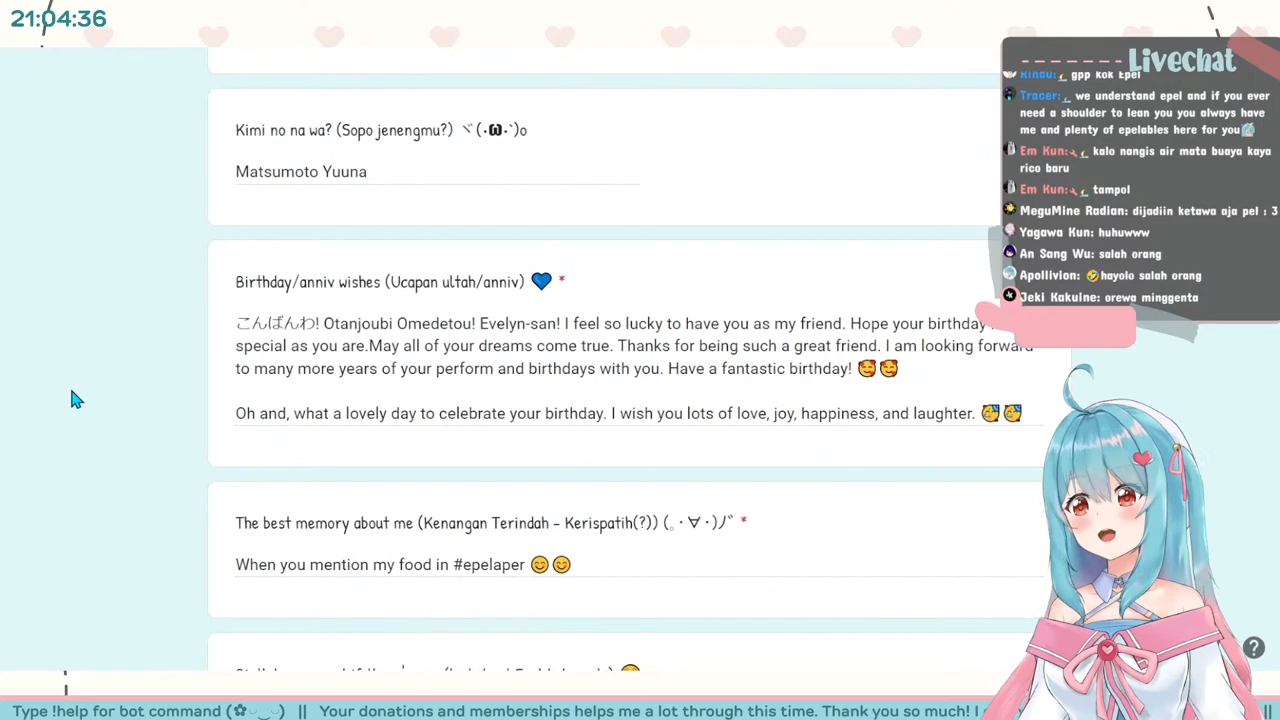 21:04:36
Kimi no na wa? (Sopo jenengmu?) ヾ(･ω･`)o
Matsumoto Yuuna
Birthday/anniv wishes (Ucapan ultah/anniv) 💙 *
こんばんわ! Otanjoubi Omedetou! Evelyn-san! I feel so lucky to have you as my friend. Hope your birthday
special as you are.May all of your dreams come true. Thanks for being such a great friend. I am looking forward
to many more years of your perform and birthdays with you. Have a fantastic birthday! 🥰 🥰
Oh and, what a lovely day to celebrate your birthday. I wish you lots of love, joy, happiness, and laughter. 🥳 🥳
The best memory about me (Kenangan Terindah - Kerispatih(?)) (｡･∀･)ﾉﾞ *
When you mention my food in #epelaper 😊 😊
Livechat
gpp kok Epel
Tracer: we understand epel and if you ever
need a shoulder to lean you you always have
me and plenty of epelables here for you
Em Kun: kalo nangis air mata buaya kaya
rico baru
Em Kun: tampol
MeguMine Radian: dijadiin ketawa aja pel : 3
Yagawa Kun: huhuwww
An Sang Wu: salah orang
Apollivion: 🤣hayolo salah orang
Jeki Kakuine: orewa minggenta
Type !help for bot command (✿◡‿◡) || Your donations and memberships helps me a lot through this time. Thank you so much! I ||